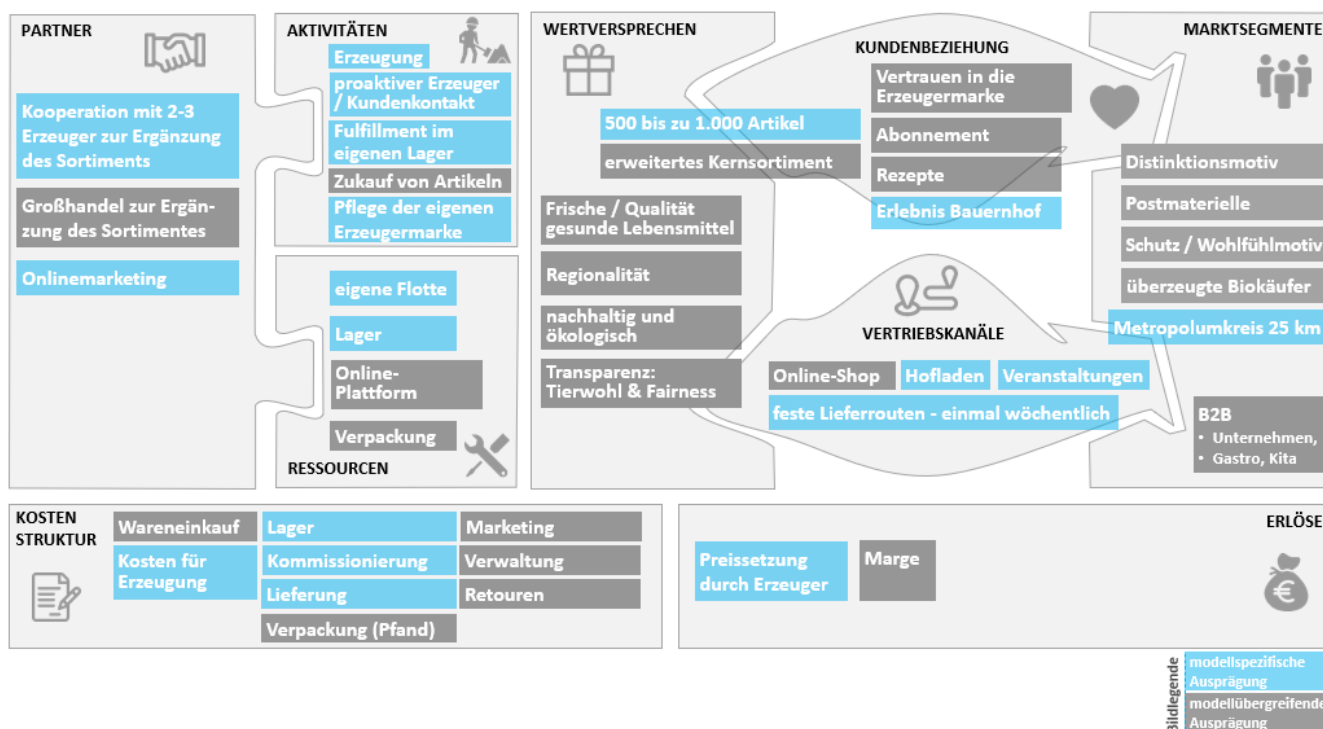 PARTNER
Kooperation mit 2-3
Erzeuger zur Ergänzung
des Sortiments
Großhandel zur Ergän-
zung des Sortimentes
Onlinemarketing
AKTIVITÄTEN
Erzeugung
proaktiver Erzeuger
/ Kundenkontakt
Fulfillment im
eigenen Lager
Zukauf von Artikeln
Pflege der eigenen
Erzeugermarke
eigene Flotte
Lager
Online-
Plattform
Verpackung
RESSOURCEN
WERTVERSPRECHEN
500 bis zu 1.000 Artikel
erweitertes Kernsortiment
Frische / Qualität
gesunde Lebensmittel
Regionalität
nachhaltig und
ökologisch
Transparenz:
Tierwohl & Fairness
KUNDENBEZIEHUNG
Vertrauen in die
Erzeugermarke
Abonnement
Rezepte
Erlebnis Bauernhof
VERTRIEBSKANÄLE
Online-Shop
Hofladen
Veranstaltungen
feste Lieferrouten - einmal wöchentlich
MARKTSEGMENTE
Distinktionsmotiv
Postmaterielle
Schutz / Wohlfühlmotiv
überzeugte Biokäufer
Metropolumkreis 25 km
B2B
• Unternehmen,
• Gastro, Kita
KOSTEN
STRUKTUR
Wareneinkauf
Kosten für
Erzeugung
Lager
Kommissionierung
Lieferung
Verpackung (Pfand)
Marketing
Verwaltung
Retouren
ERLÖSE
Preissetzung
durch Erzeuger
Marge
€
Bildlegende
modellspezifische
Ausprägung
modellübergreifende
Ausprägung